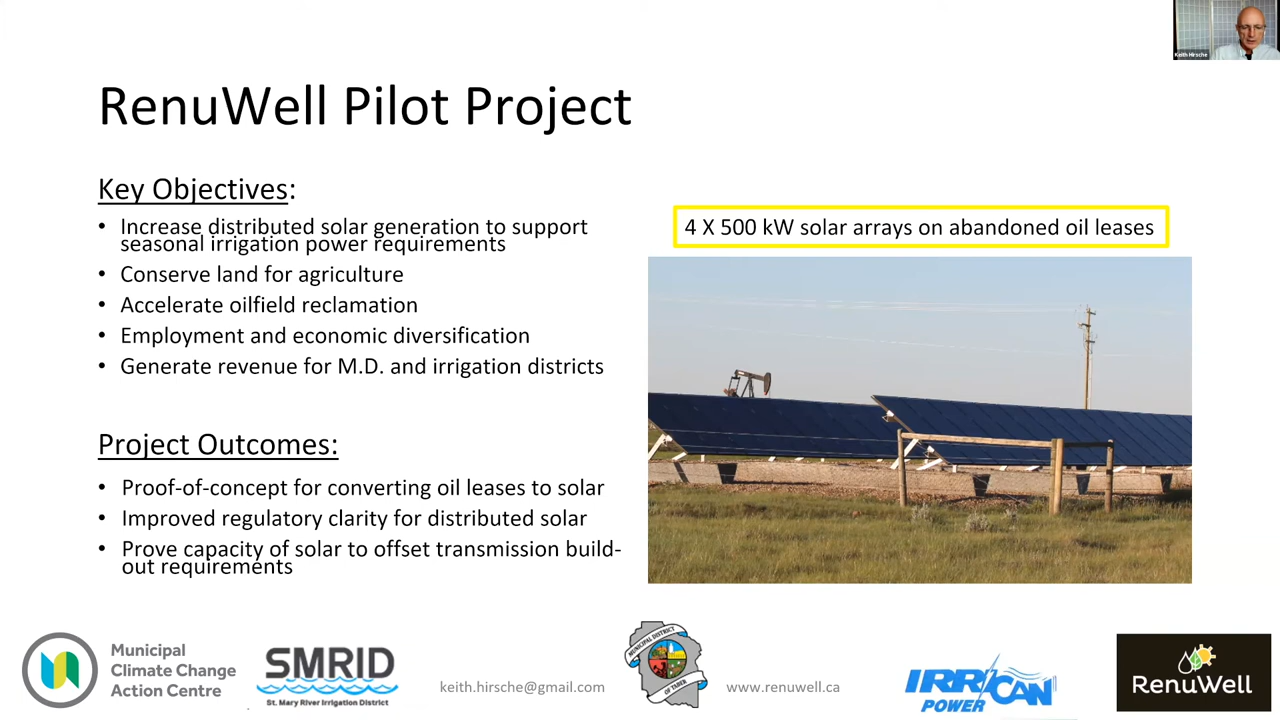 Keith Hirsche
RenuWell Pilot Project
Key Objectives:
• Increase distributed solar generation to support
seasonal irrigation power requirements
• Conserve land for agriculture
• Accelerate oilfield reclamation
• Employment and economic diversification
• Generate revenue for M.D. and irrigation districts
4 X 500 kW solar arrays on abandoned oil leases
Project Outcomes:
• Proof-of-concept for converting oil leases to solar
• Improved regulatory clarity for distributed solar
• Prove capacity of solar to offset transmission build-
out requirements
Municipal
Climate Change
Action Centre
SMRID
St. Mary River Irrigation District
keith.hirsche@gmail.com
MUNICIPAL DISTRICT
OF TABER
www.renuwell.ca
IRRICAN
POWER
RenuWell